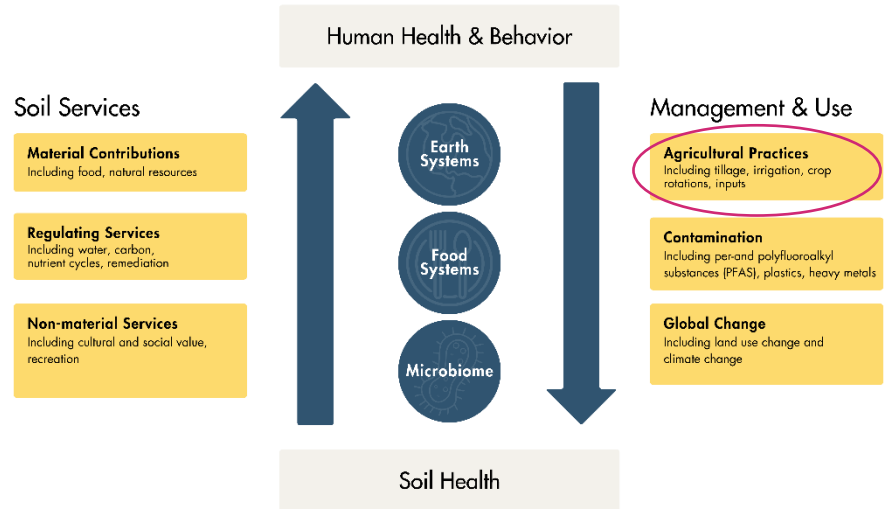 Human Health & Behavior
Soil Services
Material Contributions
Including food, natural resources
Regulating Services
Including water, carbon,
nutrient cycles, remediation
Non-material Services
Including cultural and social value,
recreation
Earth
Systems
Food
Systems
Microbiome
Management & Use
Agricultural Practices
Including tillage, irrigation, crop
rotations, inputs
Contamination
Including per-and polyfluoroalkyl
substances (PFAS), plastics, heavy metals
Global Change
Including land use change and
climate change
Soil Health